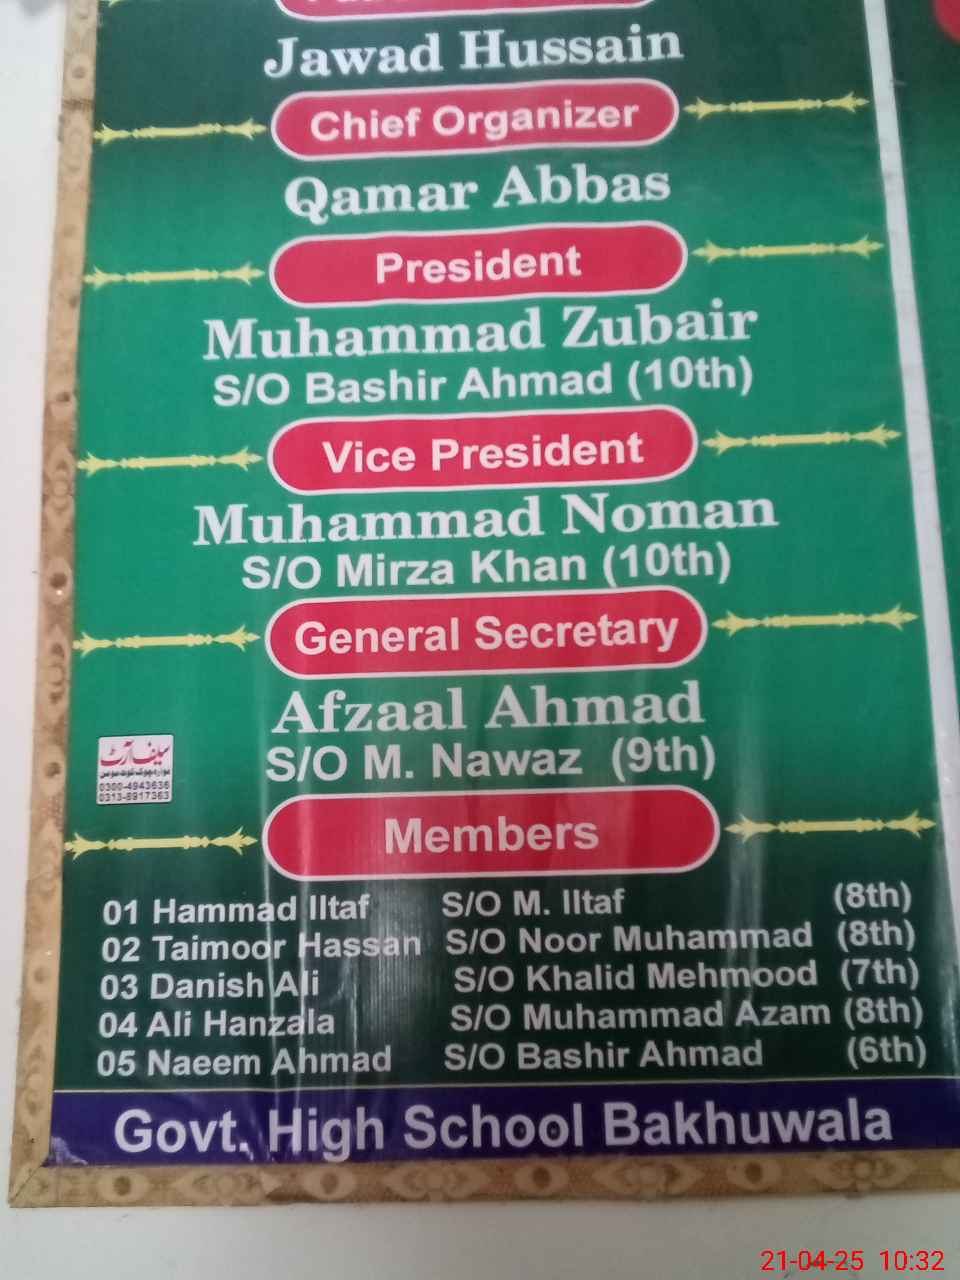 Jawad Hussain
Chief Organizer
Qamar Abbas
President
Muhammad Zubair
S/O Bashir Ahmad (10th)
Vice President
Muhammad Noman
S/O Mirza Khan (10th)
General Secretary
Afzaal Ahmad
S/O M. Nawaz (9th)
سیف آرٹ
0300-4943636
0313-8917363
Members
01 Hammad Iltaf S/O M. Iltaf (8th)
02 Taimoor Hassan S/O Noor Muhammad (8th)
03 Danish Ali S/O Khalid Mehmood (7th)
04 Ali Hanzala S/O Muhammad Azam (8th)
05 Naeem Ahmad S/O Bashir Ahmad (6th)
Govt. High School Bakhuwala
21-04-25 10:32